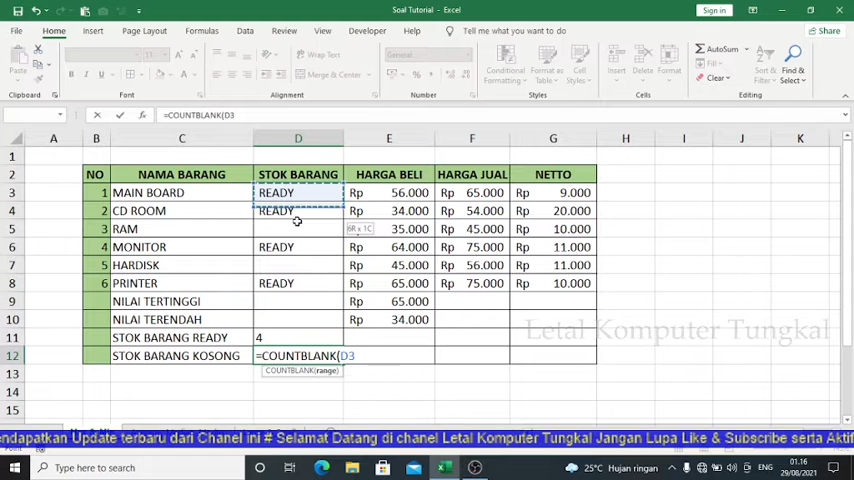 Soal Tutorial - Excel
Sign in
File Home Insert Page Layout Formulas Data Review View Developer Help Power Pivot Tell me what you want to do Share
Paste
Wrap Text
General
AutoSum
Merge & Center
Clear
Conditional Formatting
Format as Table
Cell Styles
Insert Delete Format
Sort & Filter
Find & Select
Clipboard Font Alignment Number Styles Cells Editing
=COUNTBLANK(D3
A B C D E F G H I J K
1
2 NO NAMA BARANG STOK BARANG HARGA BELI HARGA JUAL NETTO
3 1 MAIN BOARD READY Rp 56.000 Rp 65.000 Rp 9.000
4 2 CD ROOM READY Rp 34.000 Rp 54.000 Rp 20.000
5 3 RAM 6R x 1C 35.000 Rp 45.000 Rp 10.000
6 4 MONITOR READY Rp 64.000 Rp 75.000 Rp 11.000
7 5 HARDISK Rp 45.000 Rp 56.000 Rp 11.000
8 6 PRINTER READY Rp 65.000 Rp 75.000 Rp 10.000
9 NILAI TERTINGGI Rp 65.000
10 NILAI TERENDAH Rp 34.000
Letal Komputer Tungkal
11 STOK BARANG READY 4
12 STOK BARANG KOSONG =COUNTBLANK(D3
13 COUNTBLANK(range)
14
15
endapatkan Update terbaru dari Chanel ini # Selamat Datang di chanel Letal Komputer Tungkal Jangan Lupa Like & Subscribe serta Aktif
Point
Type here to search
25°C Hujan ringan
ENG
01.16
29/08/2021